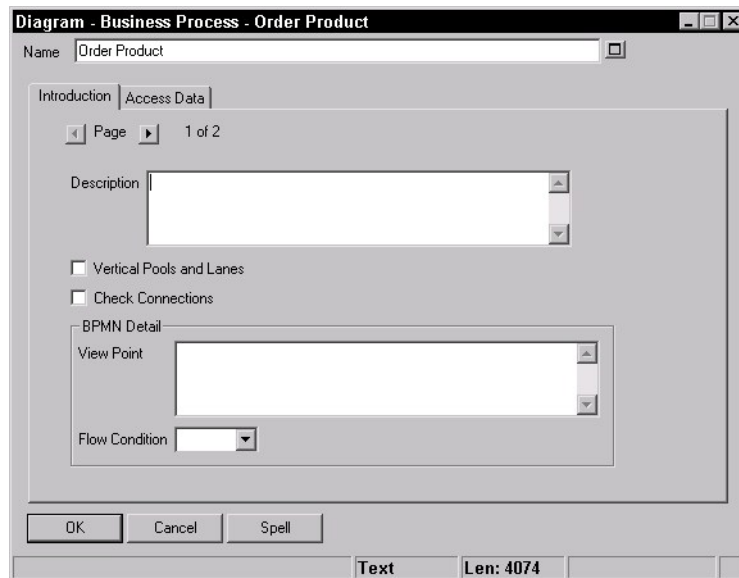 Diagram - Business Process - Order Product
Name Order Product
Introduction Access Data
Page 1 of 2
Description
Vertical Pools and Lanes
Check Connections
BPMN Detail
View Point
Flow Condition
OK Cancel Spell
Text Len: 4074